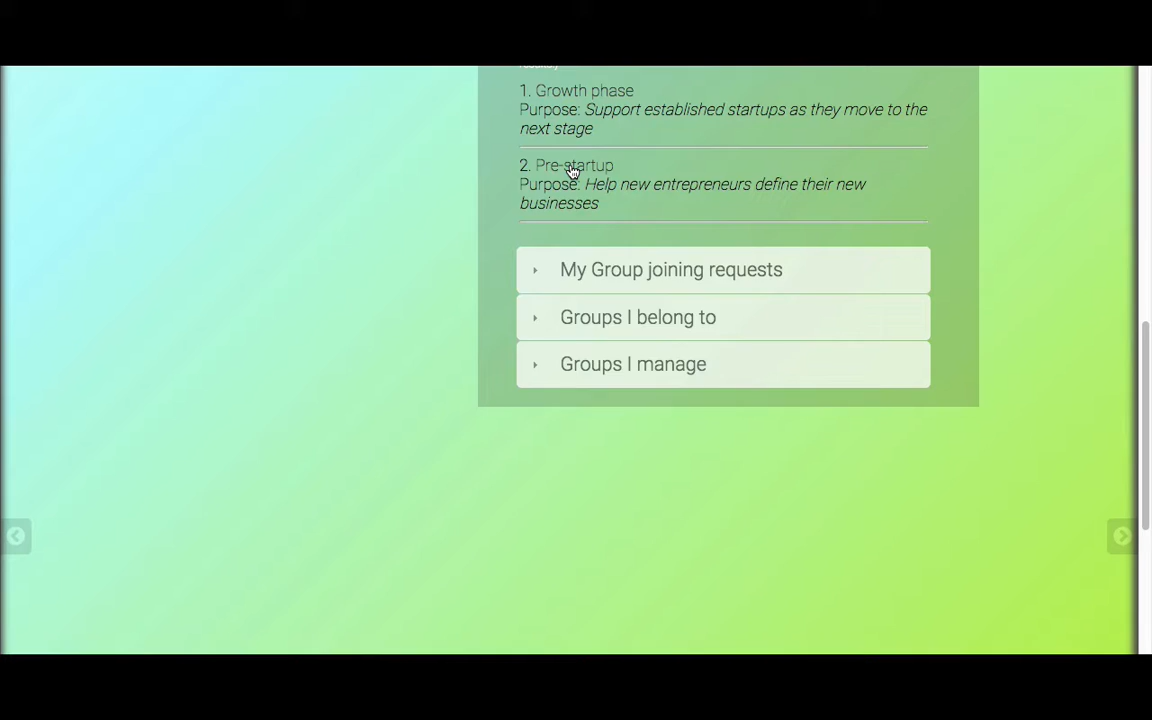 1. Growth phase
Purpose: Support established startups as they move to the
next stage
2. Pre-startup
Purpose: Help new entrepreneurs define their new
businesses
My Group joining requests
Groups I belong to
Groups I manage